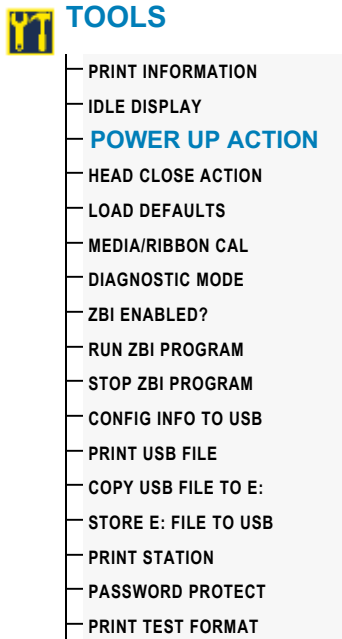 TOOLS
PRINT INFORMATION
IDLE DISPLAY
POWER UP ACTION
HEAD CLOSE ACTION
LOAD DEFAULTS
MEDIA/RIBBON CAL
DIAGNOSTIC MODE
ZBI ENABLED?
RUN ZBI PROGRAM
STOP ZBI PROGRAM
CONFIG INFO TO USB
PRINT USB FILE
COPY USB FILE TO E:
STORE E: FILE TO USB
PRINT STATION
PASSWORD PROTECT
PRINT TEST FORMAT